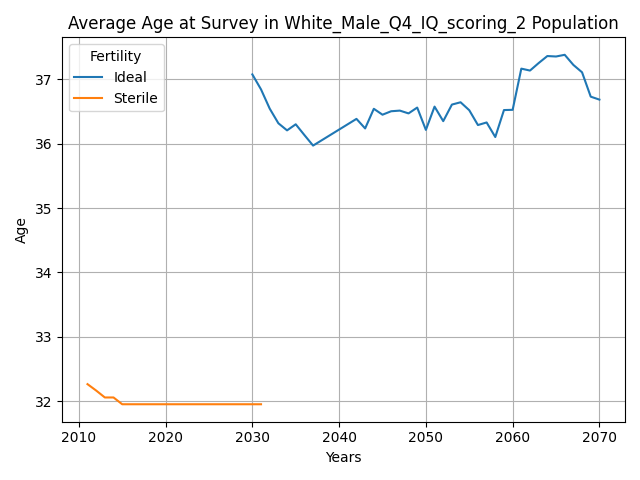 Average Age at Survey in White_Male_Q4_IQ_scoring_2 Population
Fertility
Ideal
Sterile
37
36
35
34
33
32
Age
2010 2020 2030 2040 2050 2060 2070
Years